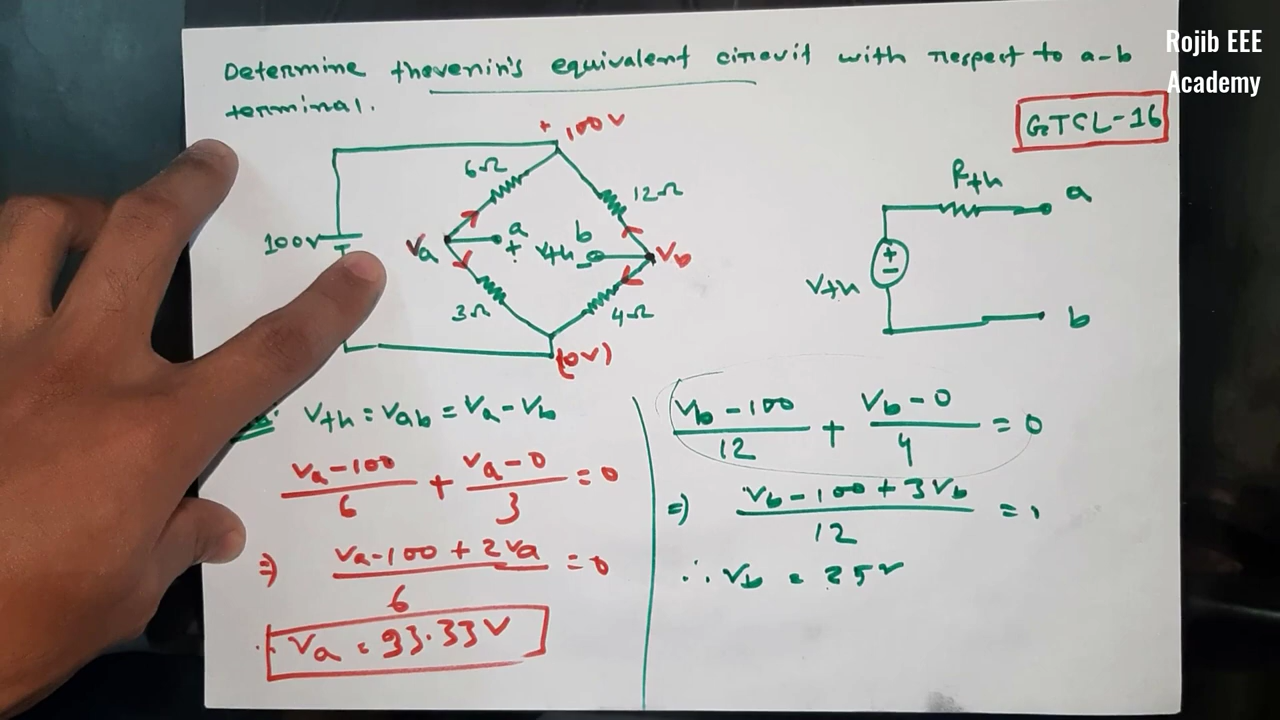 Rojib EEE
Academy
Determine thevenin's equivalent circuit with respect to a-b
terminal.
GTCL-16
+ 100V
6Ω
12Ω
100V
Va
a
+
Vth
b
-
Vb
3Ω
4Ω
(0V)
Rth
a
Vth
+
-
b
Vth = Vab = Va - Vb
Va-100/6 + Va-0/3 = 0
⇒ Va-100+2Va/6 = 0
∴ Va = 33.33V
Vb-100/12 + Vb-0/4 = 0
⇒ Vb-100+3Vb/12 =
∴ Vb = 25V